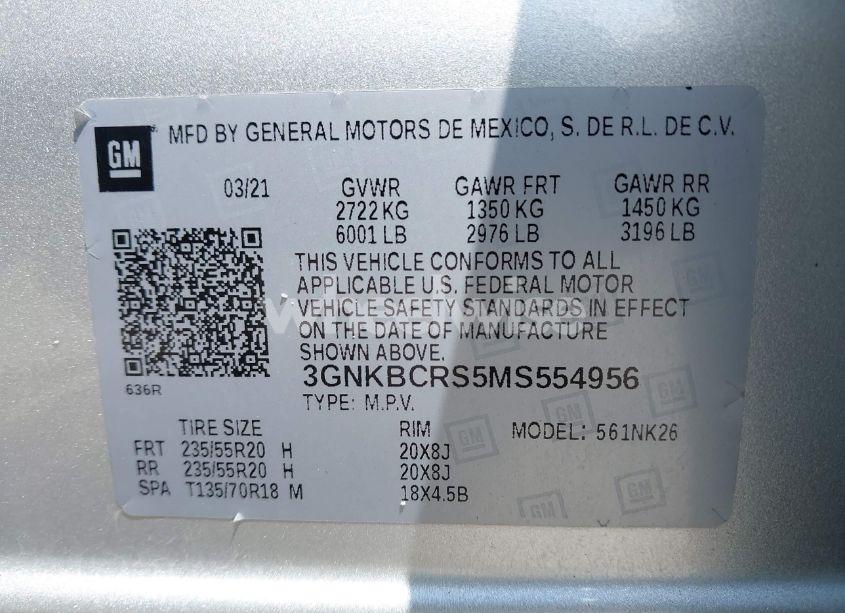 GM
MFD BY GENERAL MOTORS DE MEXICO, S. DE R.L. DE C.V.
03/21 GVWR GAWR FRT GAWR RR
2722 KG 1350 KG 1450 KG
6001 LB 2976 LB 3196 LB
THIS VEHICLE CONFORMS TO ALL
APPLICABLE U.S. FEDERAL MOTOR
VEHICLE SAFETY STANDARDS IN EFFECT
ON THE DATE OF MANUFACTURE
SHOWN ABOVE.
636R
3GNKBCRS5MS554956
TYPE: M.P.V.
TIRE SIZE RIM MODEL: 561NK26
FRT 235/55R20 H 20X8J
RR 235/55R20 H 20X8J
SPA T135/70R18 M 18X4.5B
GM
GM
GM